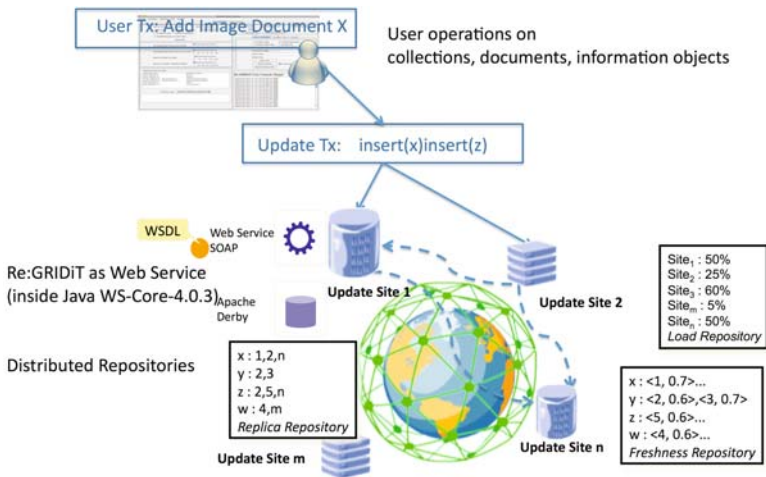 User Tx: Add Image Document X
User operations on
collections, documents, information objects
Update Tx: insert(x)insert(z)
WSDL
Web Service
SOAP
Re:GRIDiT as Web Service
(inside Java WS-Core-4.0.3)
Apache
Derby
Update Site 1
Update Site 2
Site₁ : 50%
Site₂ : 25%
Site₃ : 60%
Siteₘ : 5%
Siteₙ : 50%
Load Repository
Distributed Repositories
x : 1,2,n
y : 2,3
z : 2,5,n
w : 4,m
Replica Repository
x : <1, 0.7>...
y : <2, 0.6>,<3, 0.7>
z : <5, 0.6>...
w : <4, 0.6>...
Freshness Repository
Update Site n
Update Site m